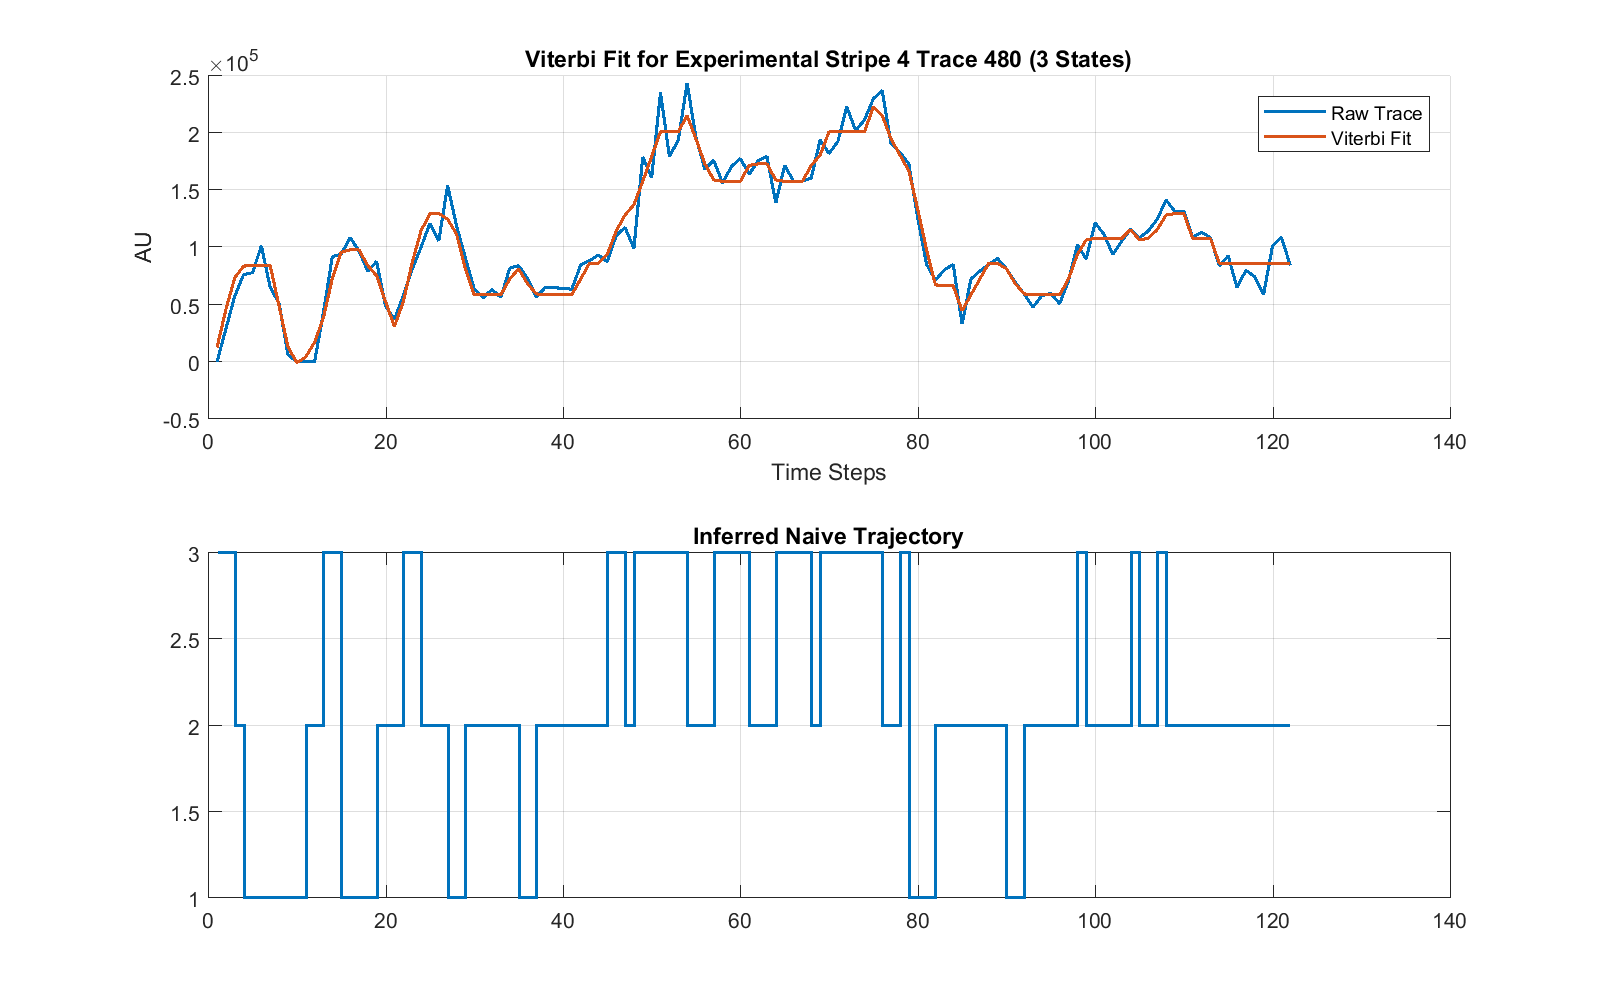 Viterbi Fit for Experimental Stripe 4 Trace 480 (3 States)
×10^5
2.5
2
1.5
1
0.5
0
-0.5
AU
Raw Trace
Viterbi Fit
0 20 40 60 80 100 120 140
Time Steps
Inferred Naive Trajectory
3
2.5
2
1.5
1
0 20 40 60 80 100 120 140